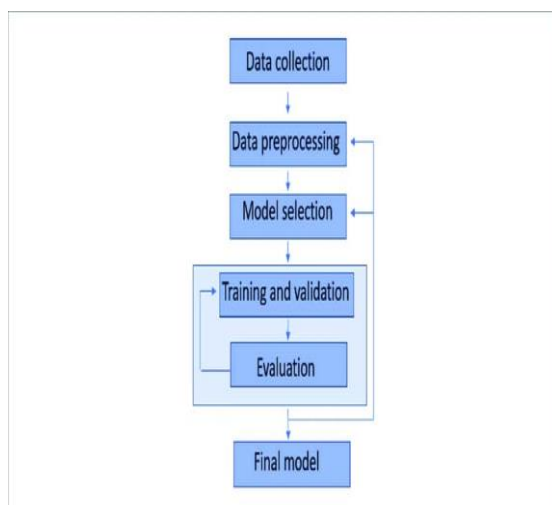 Data collection
Data preprocessing
Model selection
Training and validation
Evaluation
Final model